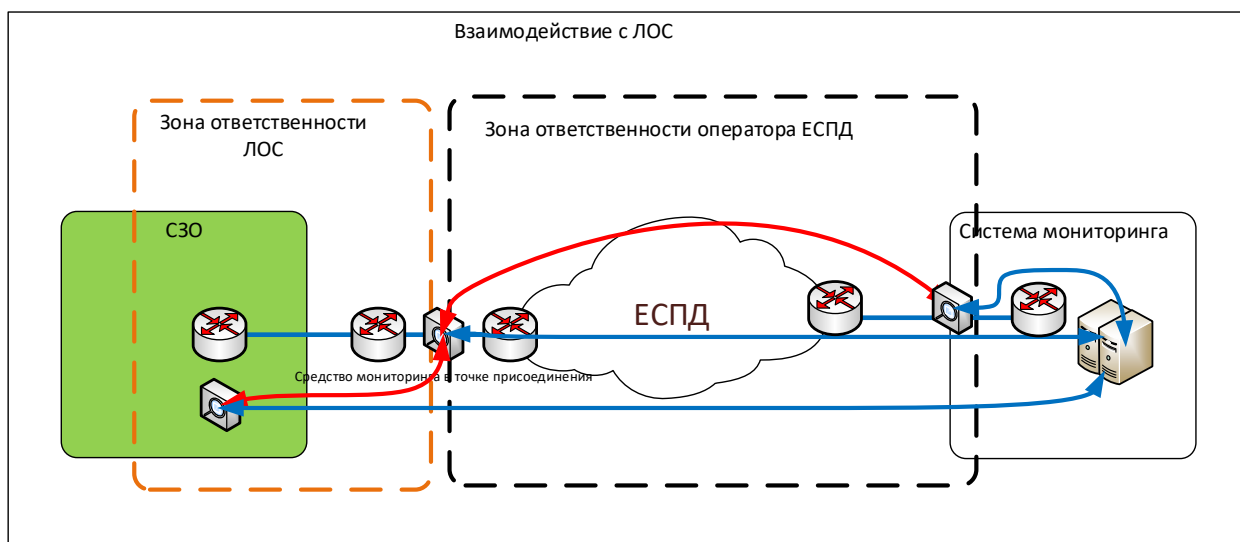 Взаимодействие с ЛОС
Зона ответственности
ЛОС
Зона ответственности оператора ЕСПД
СЗО
Система мониторинга
ЕСПД
Средство мониторинга в точке присоединения